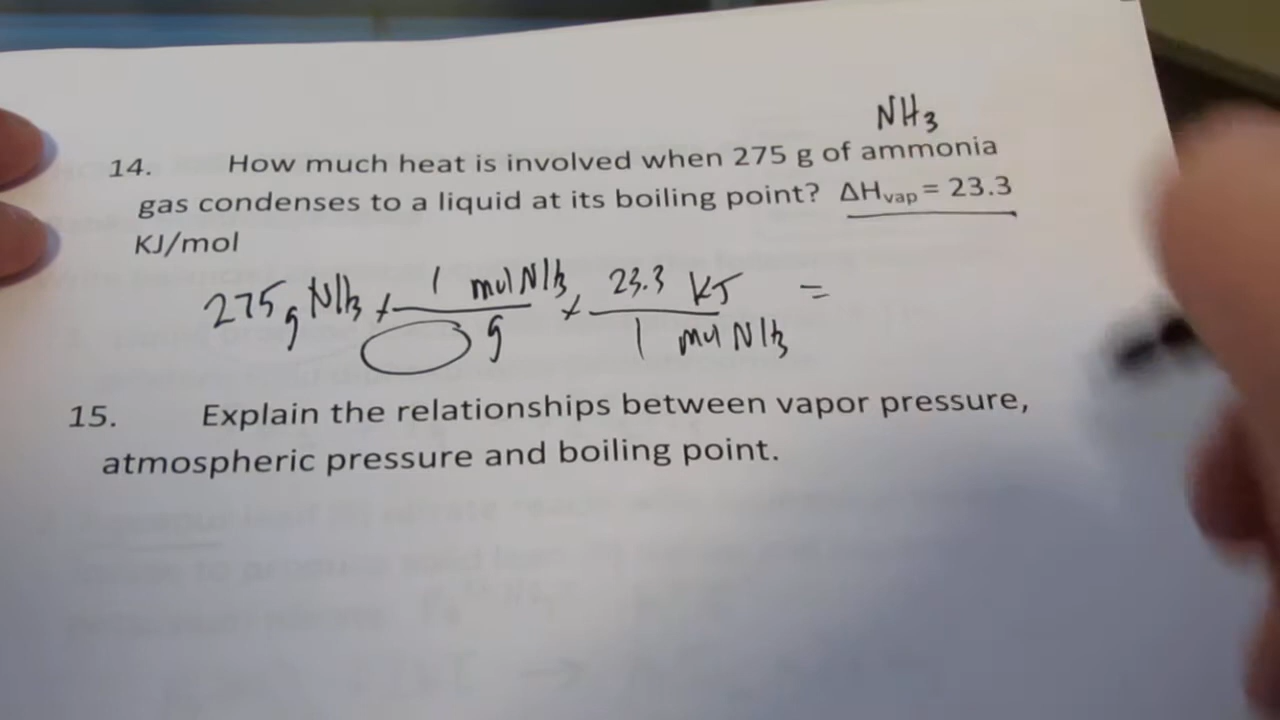 NH3
14. How much heat is involved when 275 g of ammonia
gas condenses to a liquid at its boiling point? ΔHvap = 23.3
KJ/mol
275 g NH3 x 1 mol NH3 / g x 23.3 kJ / 1 mol NH3 =
15. Explain the relationships between vapor pressure,
atmospheric pressure and boiling point.